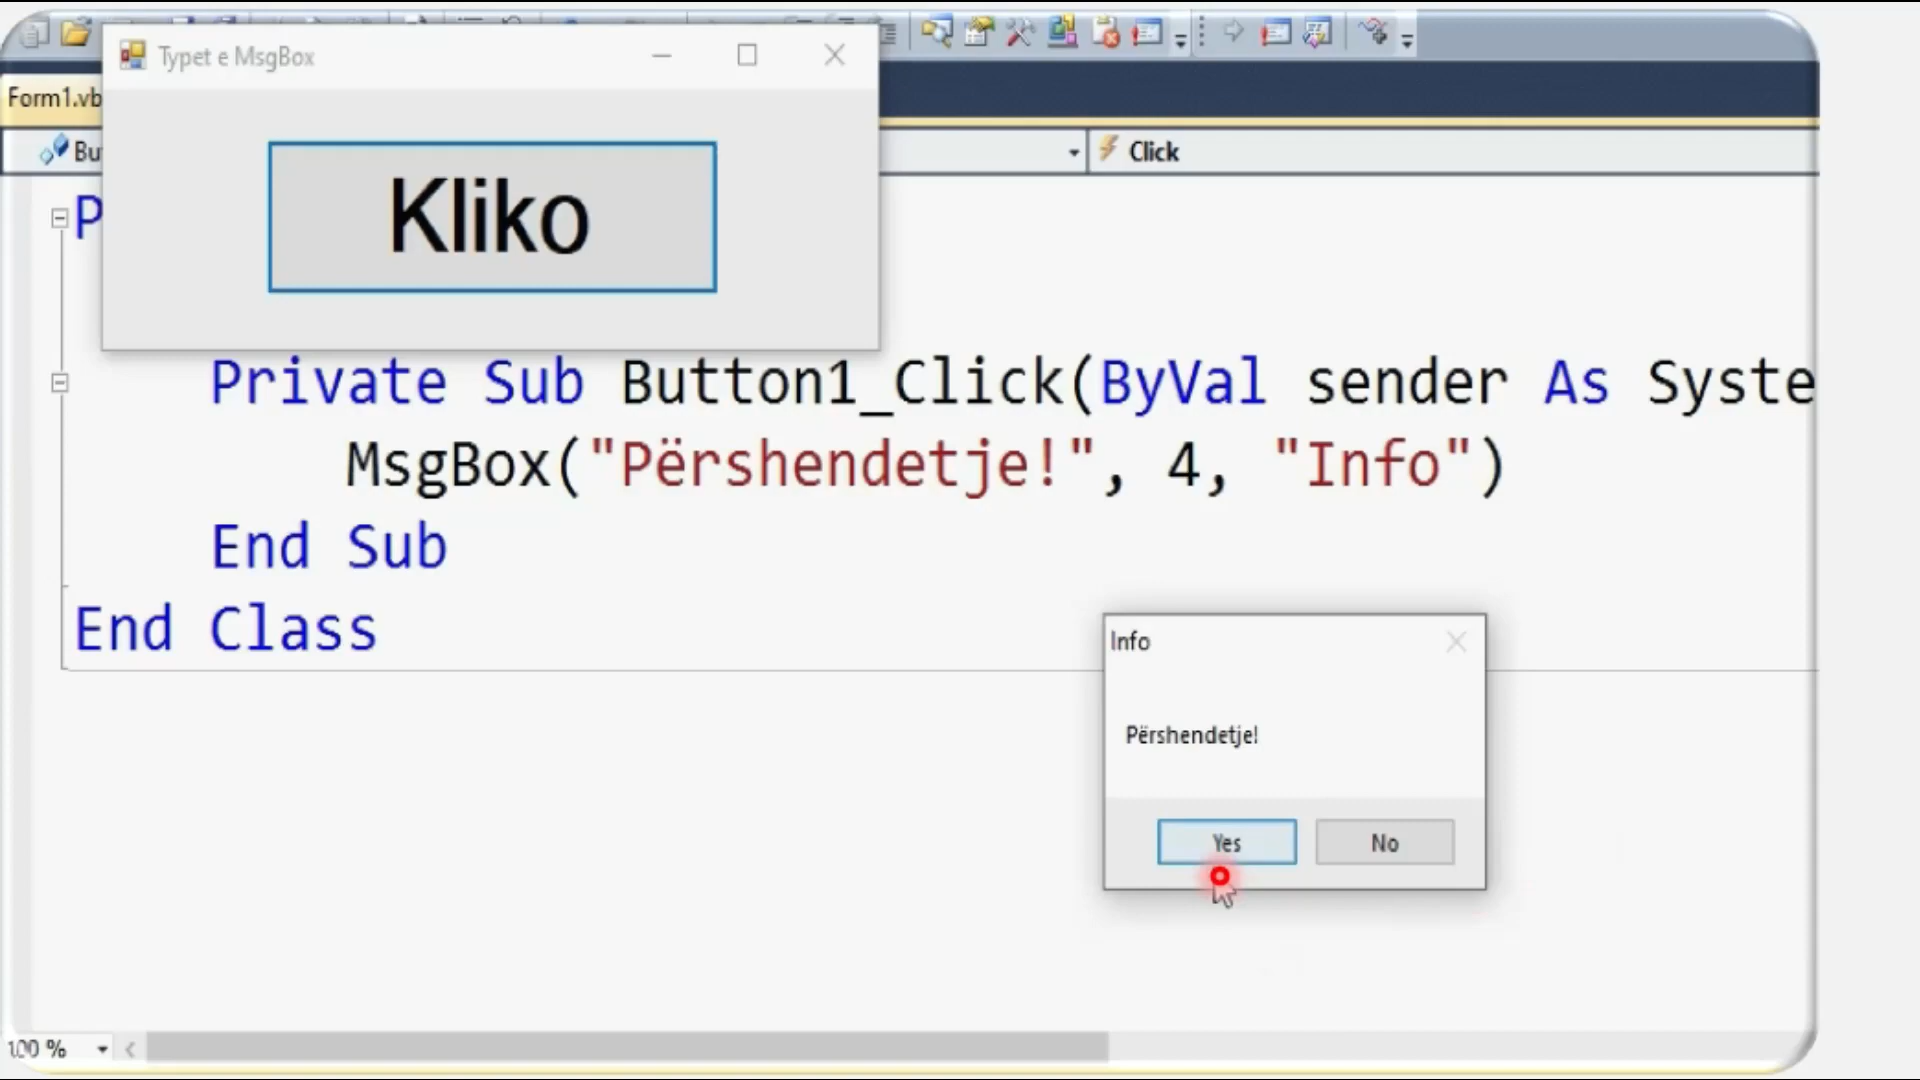 Typet e MsgBox
Form1.vb
Kliko
Bu
Click
P
Private Sub Button1_Click(ByVal sender As Syste
MsgBox("Përshendetje!", 4, "Info")
End Sub
End Class
Info
Përshendetje!
Yes
No
100 %